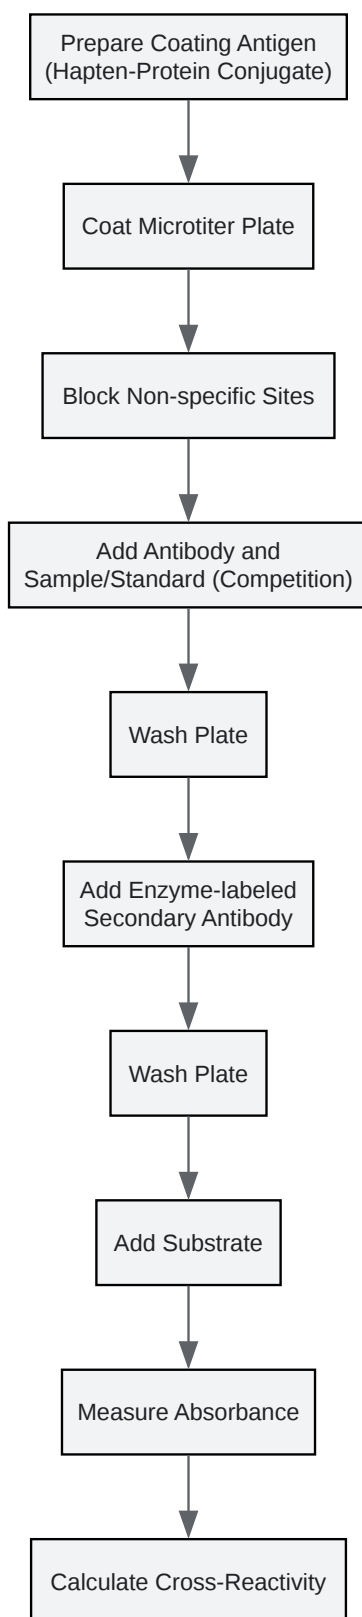 Prepare Coating Antigen
(Hapten-Protein Conjugate)
Coat Microtiter Plate
Block Non-specific Sites
Add Antibody and
Sample/Standard (Competition)
Wash Plate
Add Enzyme-labeled
Secondary Antibody
Wash Plate
Add Substrate
Measure Absorbance
Calculate Cross-Reactivity